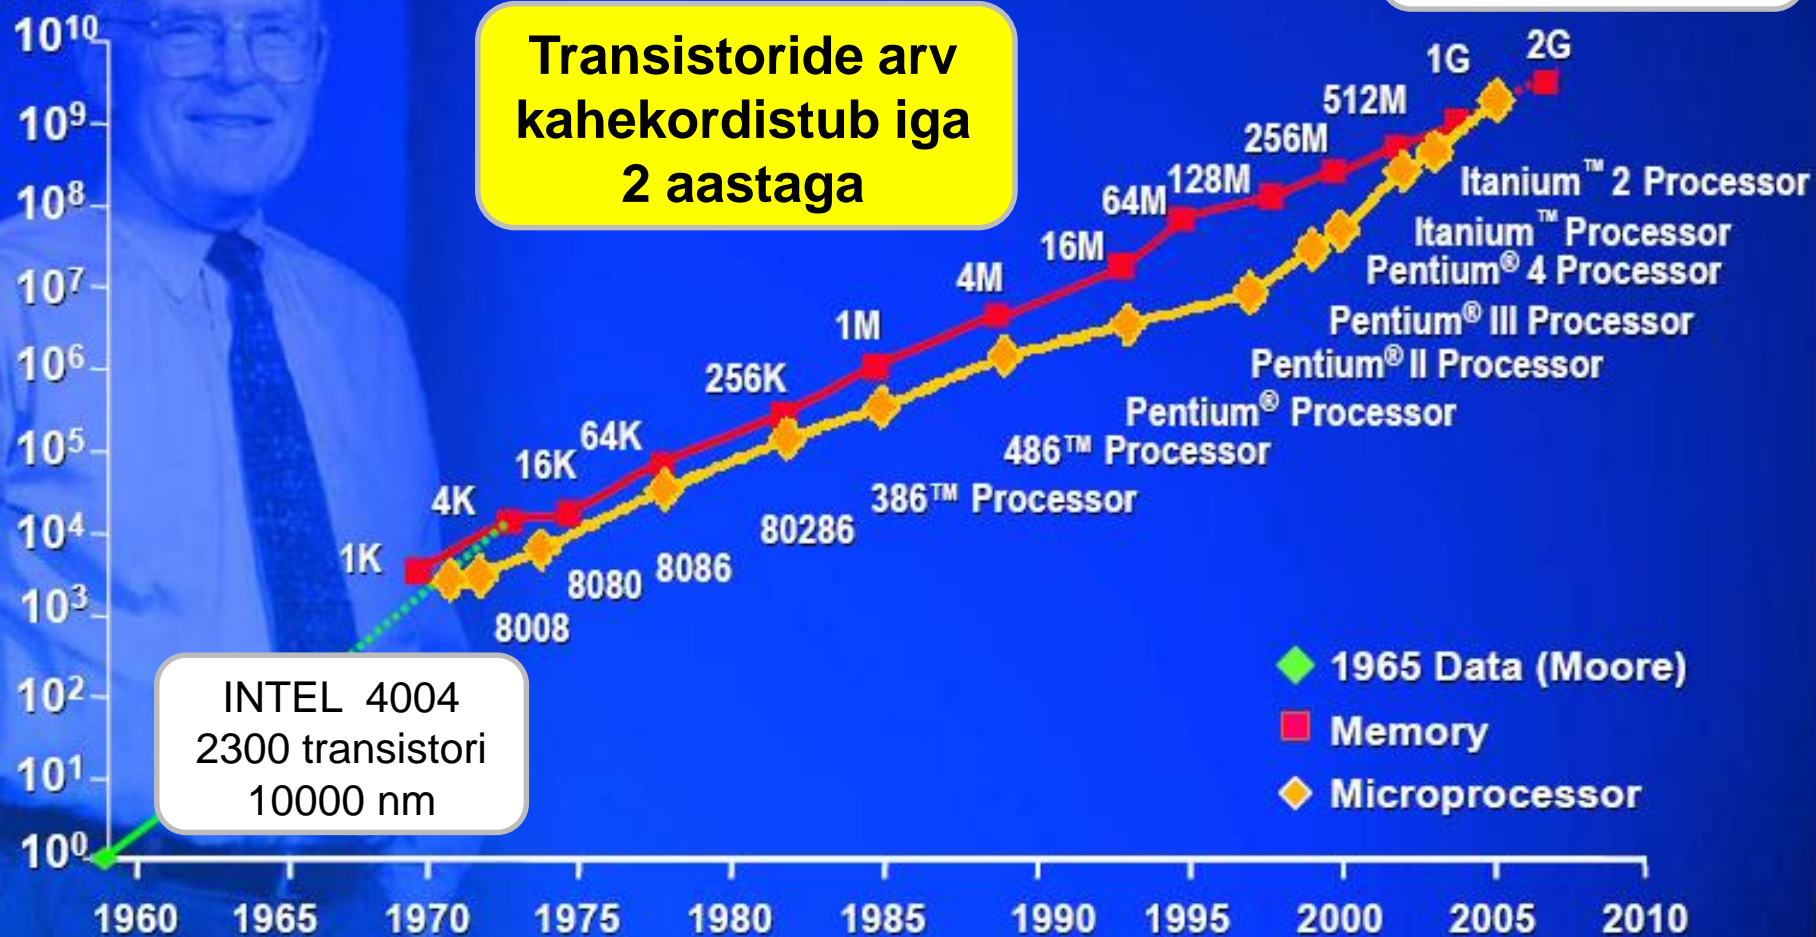 Transistoride arv
kahekordistub iga
2 aastaga
10¹⁰
10⁹
10⁸
10⁷
10⁶
10⁵
10⁴
10³
10²
10¹
10⁰
1K
4K
16K
64K
256K
1M
4M
16M
64M
128M
256M
512M
1G
2G
8008
8080
8086
80286
386™ Processor
486™ Processor
Pentium® Processor
Pentium® II Processor
Pentium® III Processor
Pentium® 4 Processor
Itanium™ Processor
Itanium™ 2 Processor
INTEL 4004
2300 transistori
10000 nm
1965 Data (Moore)
Memory
Microprocessor
1960 1965 1970 1975 1980 1985 1990 1995 2000 2005 2010